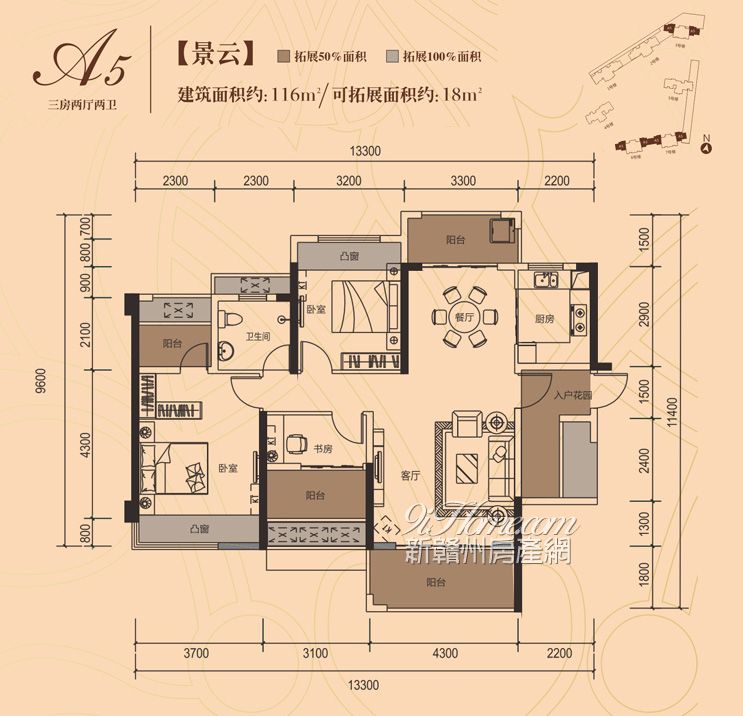 A5
三房两厅两卫
【景云】
拓展50%面积
拓展100%面积
建筑面积约:116m²/可拓展面积约:18m²
N
13300
2300 2300 3200 3300 2200
9600
700
800
900
2100
4300
800
1500
2900
1500
2400
1300
1800
11400
阳台
凸窗
卧室
餐厅
厨房
卫生间
阳台
入户花园
书房
卧室
客厅
阳台
凸窗
阳台
新贛州房產網
3700 3100 4300 2200
13300